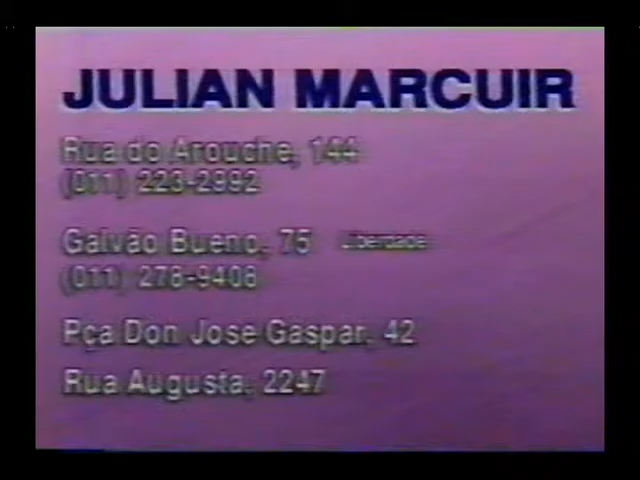 JULIAN MARCUIR
Rua do Arouche, 144
(011) 223-2992
Galvão Bueno, 75 Liberdade
(011) 278-9408
Pça Don Jose Gaspar, 42
Rua Augusta, 2247